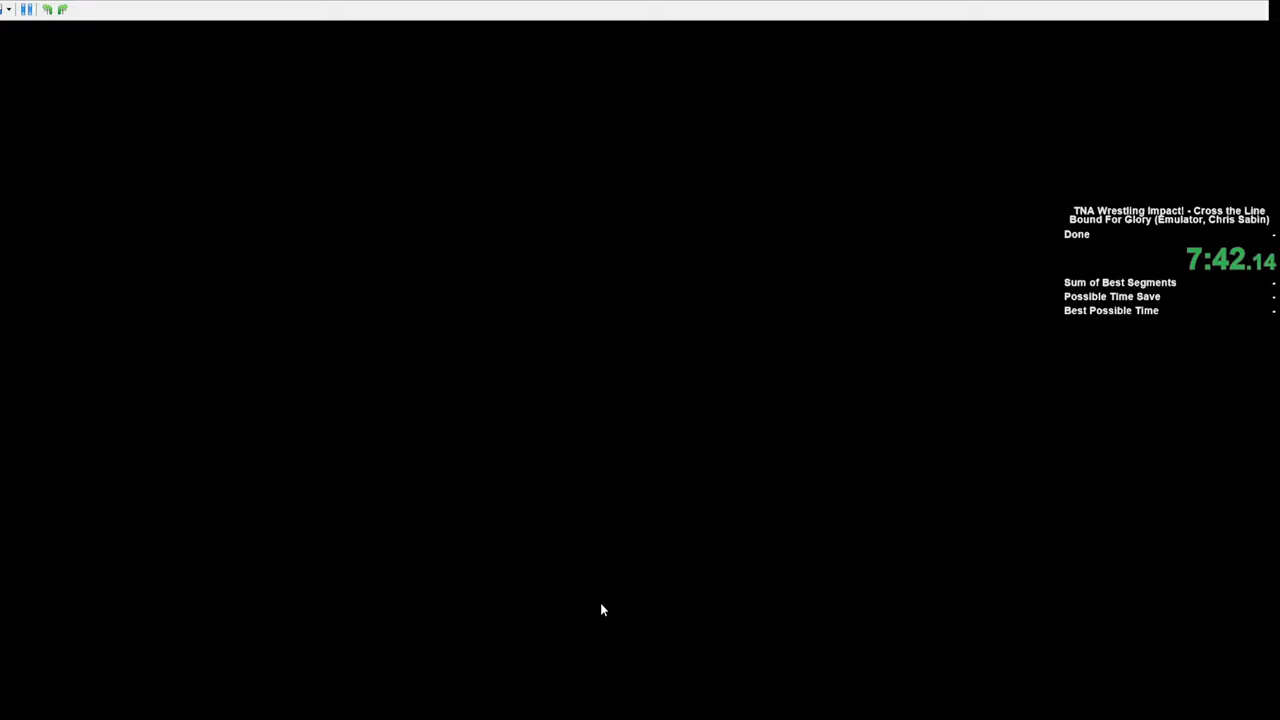 TNA Wrestling Impact! - Cross the Line
Bound For Glory (Emulator, Chris Sabin)
Done -
7:42.14
Sum of Best Segments -
Possible Time Save -
Best Possible Time -